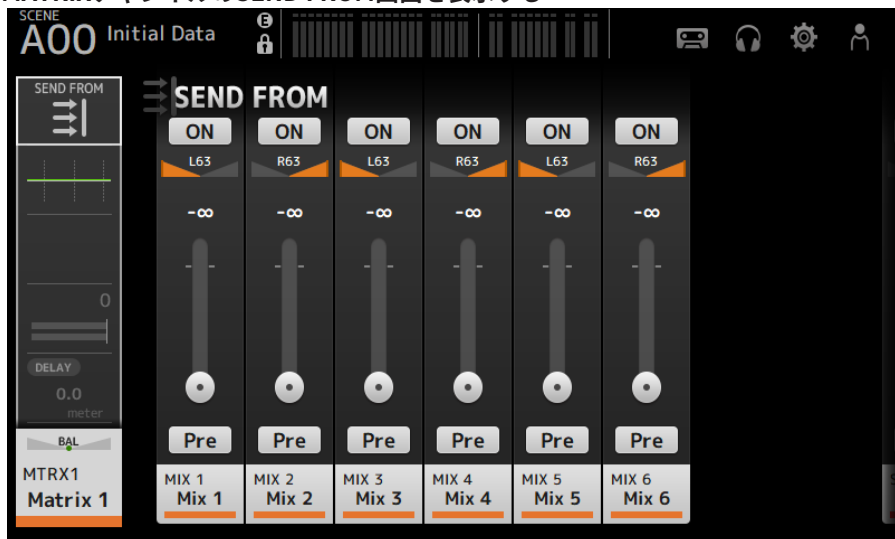 SCENE
A00 Initial Data
E
SEND FROM
SEND FROM
ON ON ON ON ON ON
L63 R63 L63 R63 L63 R63
-∞ -∞ -∞ -∞ -∞ -∞
0
DELAY
0.0
meter
BAL
Pre Pre Pre Pre Pre Pre
MTRX1
Matrix 1
MIX 1 MIX 2 MIX 3 MIX 4 MIX 5 MIX 6
Mix 1 Mix 2 Mix 3 Mix 4 Mix 5 Mix 6